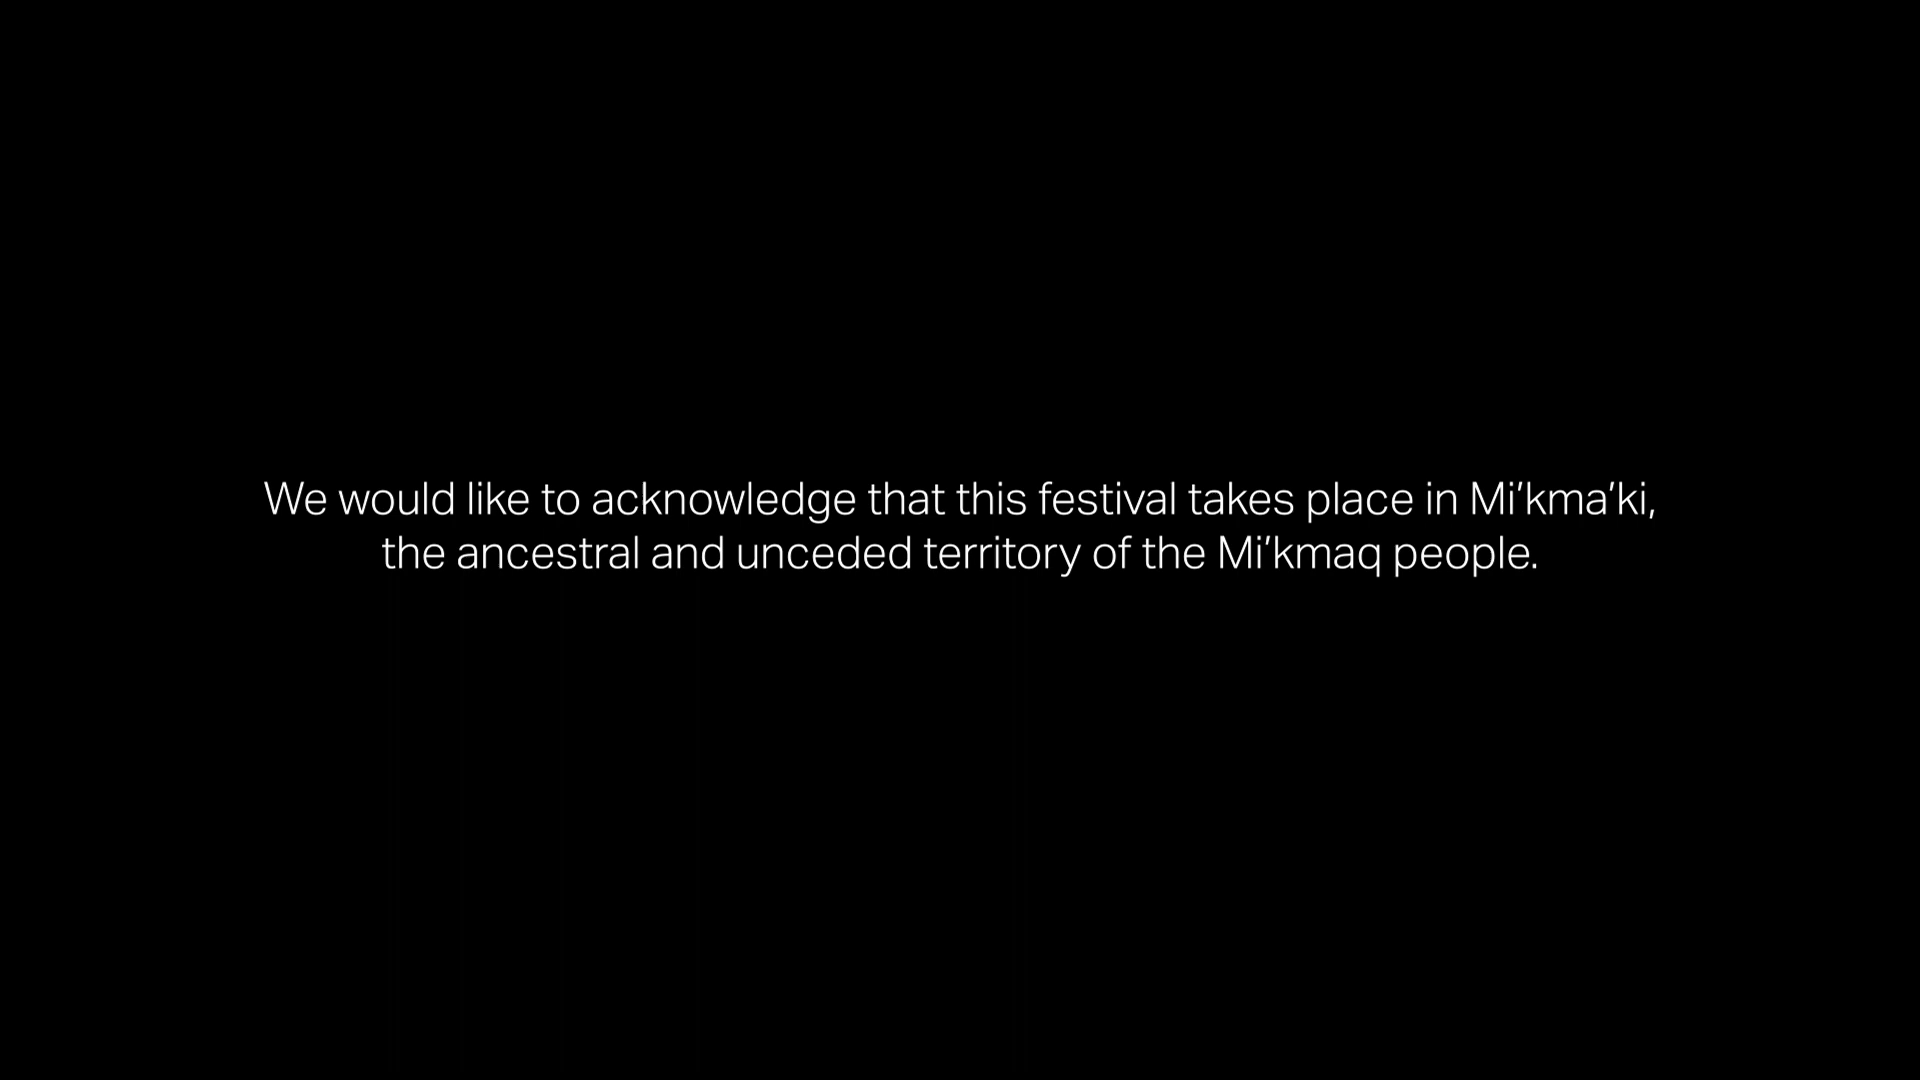 We would like to acknowledge that this festival takes place in Mi’kma’ki,
the ancestral and unceded territory of the Mi’kmaq people.